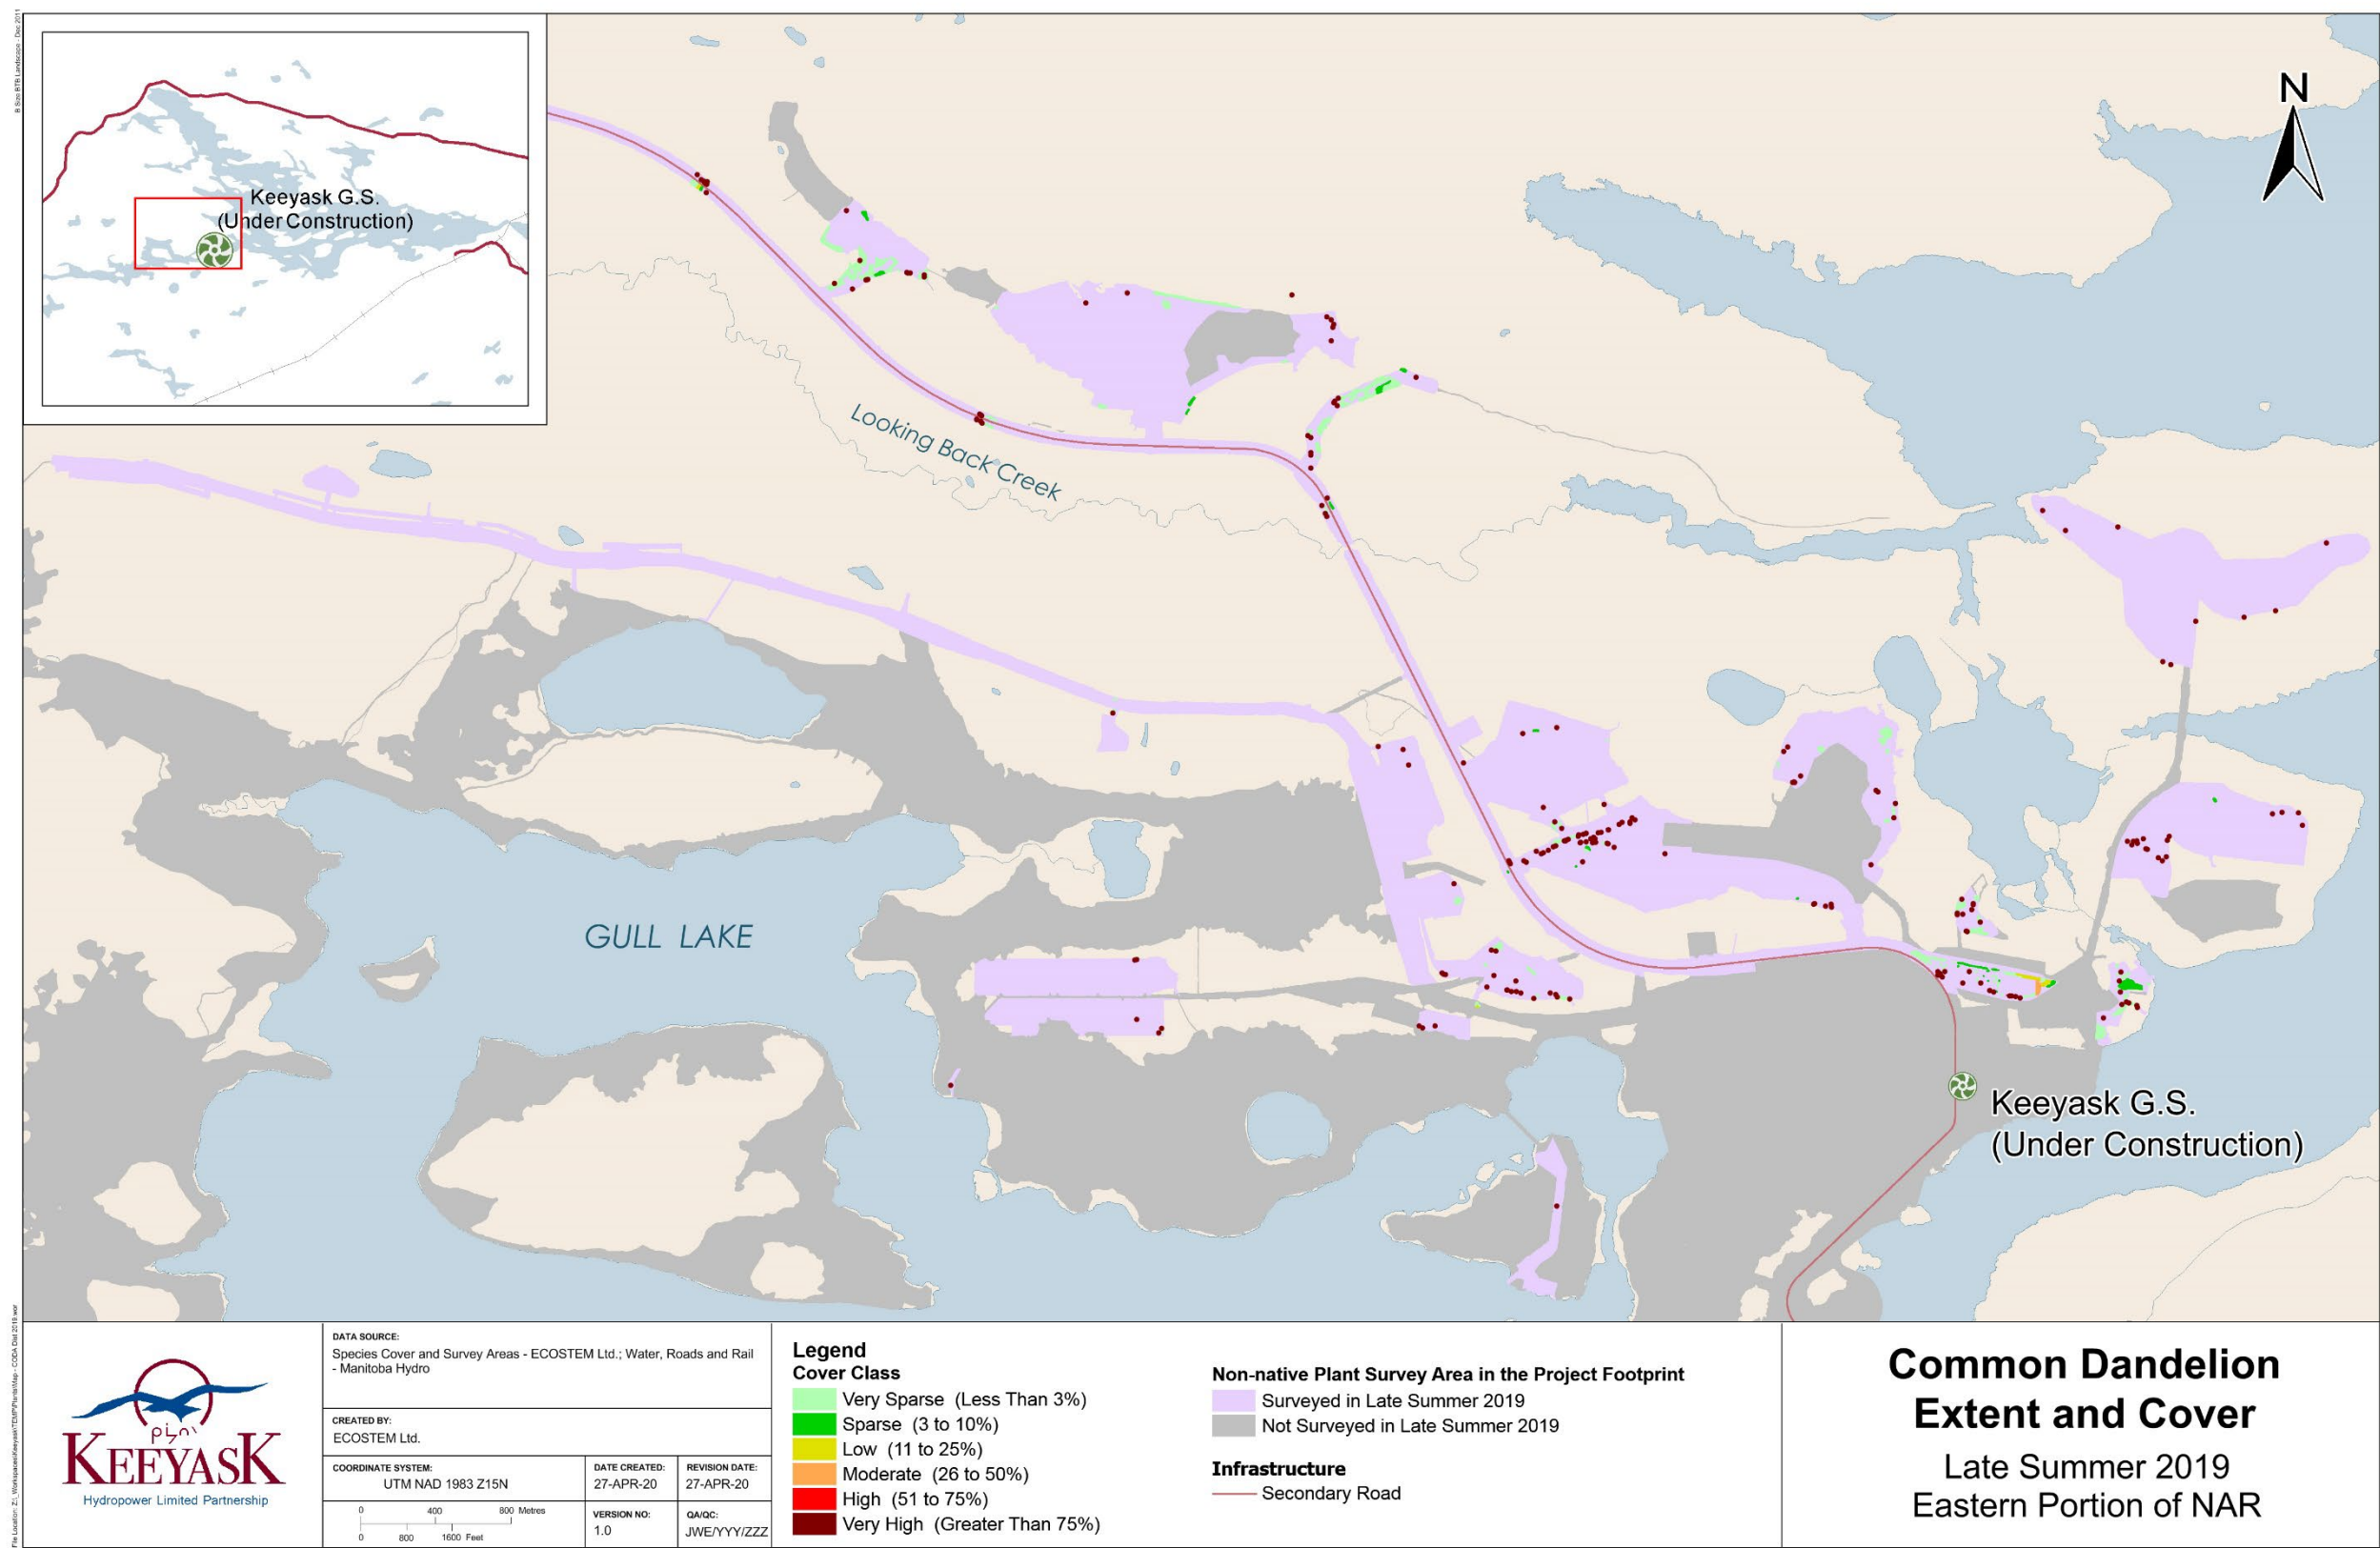 B Size BTB Landscape - Dec 2011
N
Keeyask G.S.
(Under Construction)
Looking Back Creek
GULL LAKE
Keeyask G.S.
(Under Construction)
KEEYASK
Hydropower Limited Partnership
DATA SOURCE:
Species Cover and Survey Areas - ECOSTEM Ltd.; Water, Roads and Rail
- Manitoba Hydro
CREATED BY:
ECOSTEM Ltd.
COORDINATE SYSTEM:
UTM NAD 1983 Z15N
DATE CREATED:
27-APR-20
REVISION DATE:
27-APR-20
0 400 800 Metres
0 800 1600 Feet
VERSION NO:
1.0
QA/QC:
JWE/YYY/ZZZ
Legend
Cover Class
Very Sparse (Less Than 3%)
Sparse (3 to 10%)
Low (11 to 25%)
Moderate (26 to 50%)
High (51 to 75%)
Very High (Greater Than 75%)
Non-native Plant Survey Area in the Project Footprint
Surveyed in Late Summer 2019
Not Surveyed in Late Summer 2019
Infrastructure
Secondary Road
Common Dandelion
Extent and Cover
Late Summer 2019
Eastern Portion of NAR